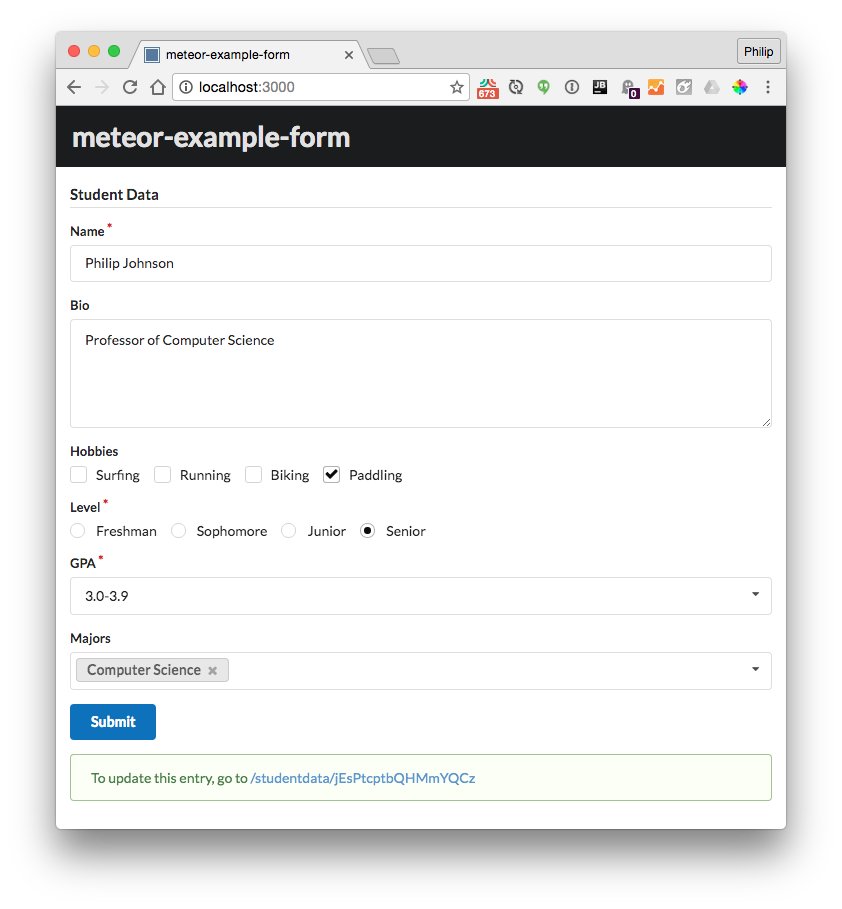 meteor-example-form
Philip
localhost:3000
673
JB
0
meteor-example-form
Student Data
Name *
Philip Johnson
Bio
Professor of Computer Science
Hobbies
Surfing Running Biking Paddling
Level *
Freshman Sophomore Junior Senior
GPA *
3.0-3.9
Majors
Computer Science
Submit
To update this entry, go to /studentdata/jEsPtcptbQHMmYQCz